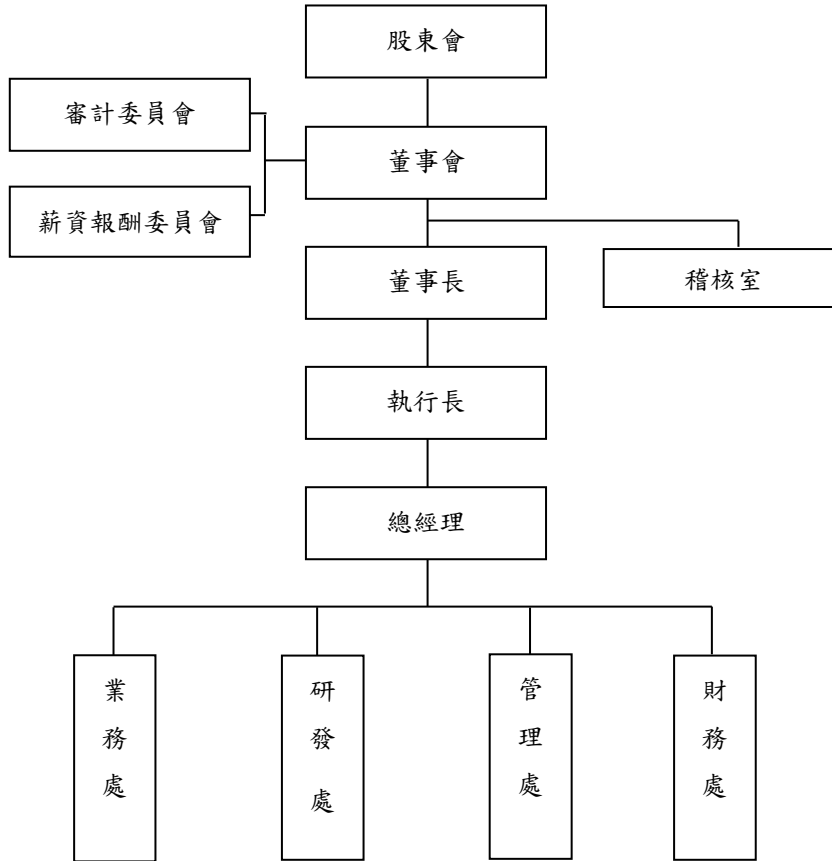 股東會
審計委員會
董事會
薪資報酬委員會
董事長
稽核室
執行長
總經理
業務處
研發處
管理處
財務處